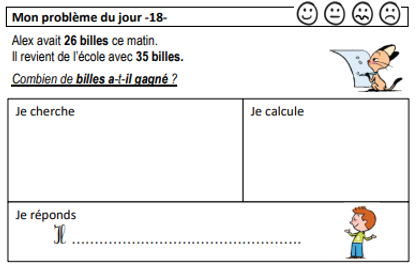 Mon problème du jour -18-
Alex avait 26 billes ce matin.
Il revient de l'école avec 35 billes.
Combien de billes a-t-il gagné ?
Je cherche
Je calcule
Je réponds
Il ................................................